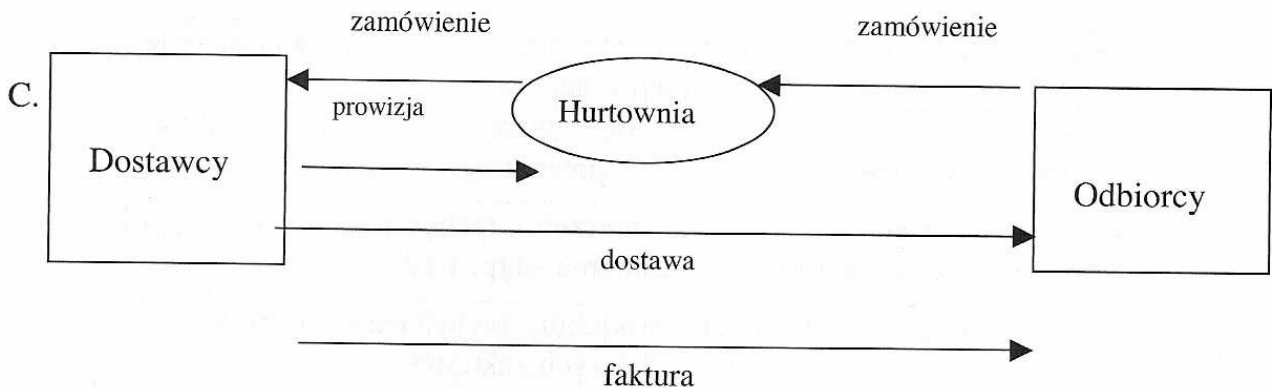 zamówienie
zamówienie
C.
prowizja
Hurtownia
Dostawcy
Odbiorcy
dostawa
faktura